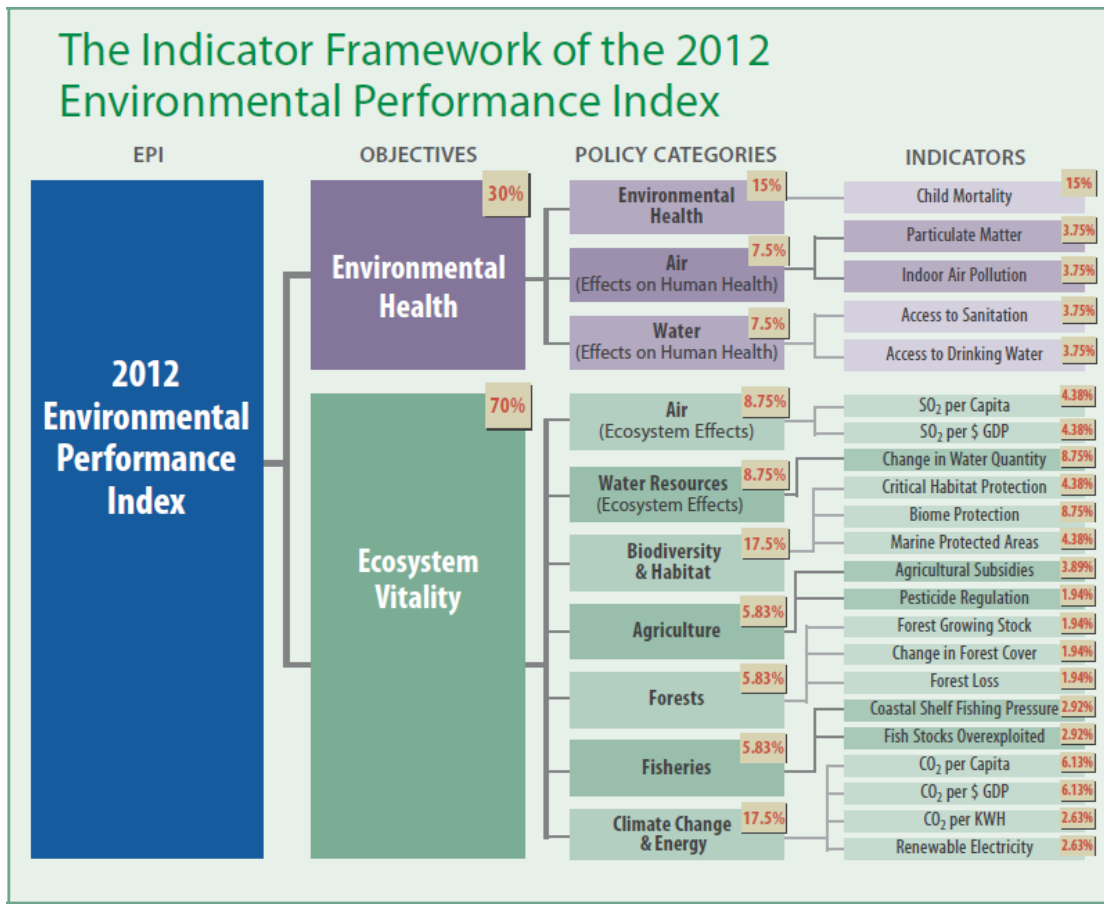 The Indicator Framework of the 2012
Environmental Performance Index
EPI
OBJECTIVES
POLICY CATEGORIES
INDICATORS
2012
Environmental
Performance
Index
30%
Environmental
Health
70%
Ecosystem
Vitality
15%
Environmental
Health
7.5%
Air
(Effects on Human Health)
7.5%
Water
(Effects on Human Health)
8.75%
Air
(Ecosystem Effects)
8.75%
Water Resources
(Ecosystem Effects)
17.5%
Biodiversity
& Habitat
5.83%
Agriculture
5.83%
Forests
5.83%
Fisheries
17.5%
Climate Change
& Energy
Child Mortality 15%
Particulate Matter 3.75%
Indoor Air Pollution 3.75%
Access to Sanitation 3.75%
Access to Drinking Water 3.75%
SO₂ per Capita 4.38%
SO₂ per $ GDP 4.38%
Change in Water Quantity 8.75%
Critical Habitat Protection 4.38%
Biome Protection 8.75%
Marine Protected Areas 4.38%
Agricultural Subsidies 3.89%
Pesticide Regulation 1.94%
Forest Growing Stock 1.94%
Change in Forest Cover 1.94%
Forest Loss 1.94%
Coastal Shelf Fishing Pressure 2.92%
Fish Stocks Overexploited 2.92%
CO₂ per Capita 6.13%
CO₂ per $ GDP 6.13%
CO₂ per KWH 2.63%
Renewable Electricity 2.63%